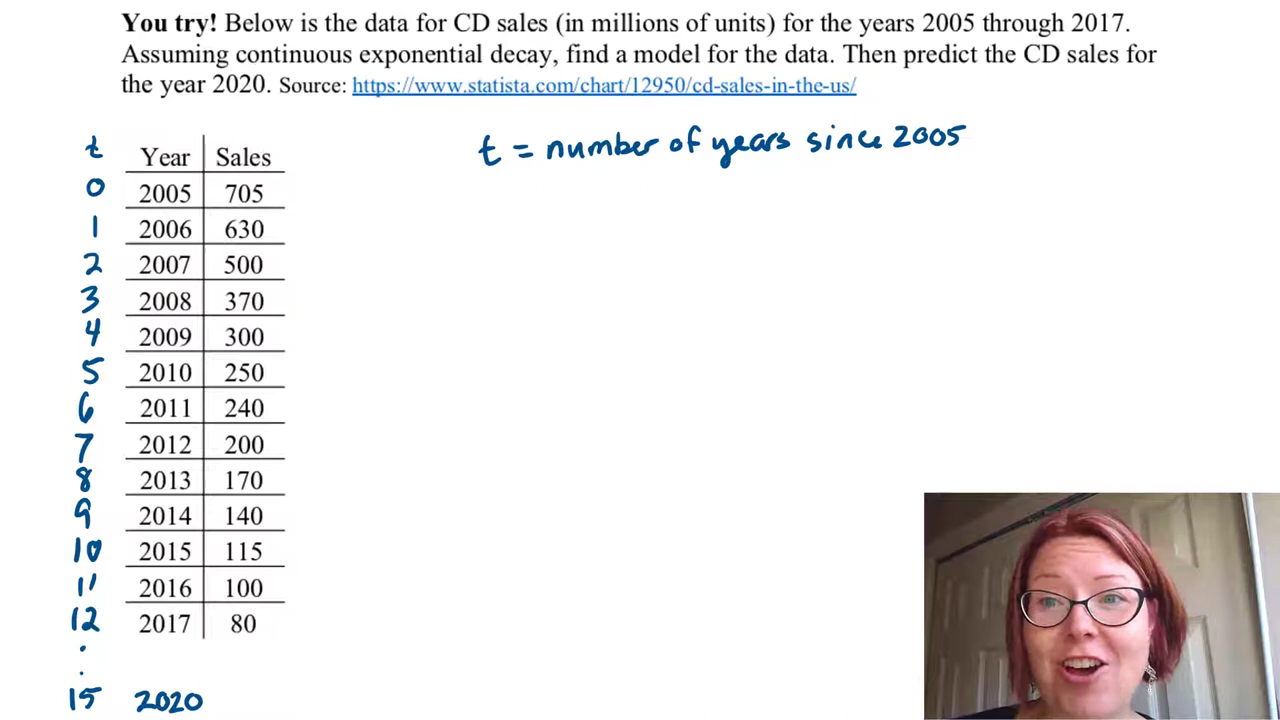 You try! Below is the data for CD sales (in millions of units) for the years 2005 through 2017.
Assuming continuous exponential decay, find a model for the data. Then predict the CD sales for
the year 2020. Source: https://www.statista.com/chart/12950/cd-sales-in-the-us/
t = number of years since 2005
t Year Sales
0 2005 705
1 2006 630
2 2007 500
3 2008 370
4 2009 300
5 2010 250
6 2011 240
7 2012 200
8 2013 170
9 2014 140
10 2015 115
11 2016 100
12 2017 80
:
15 2020